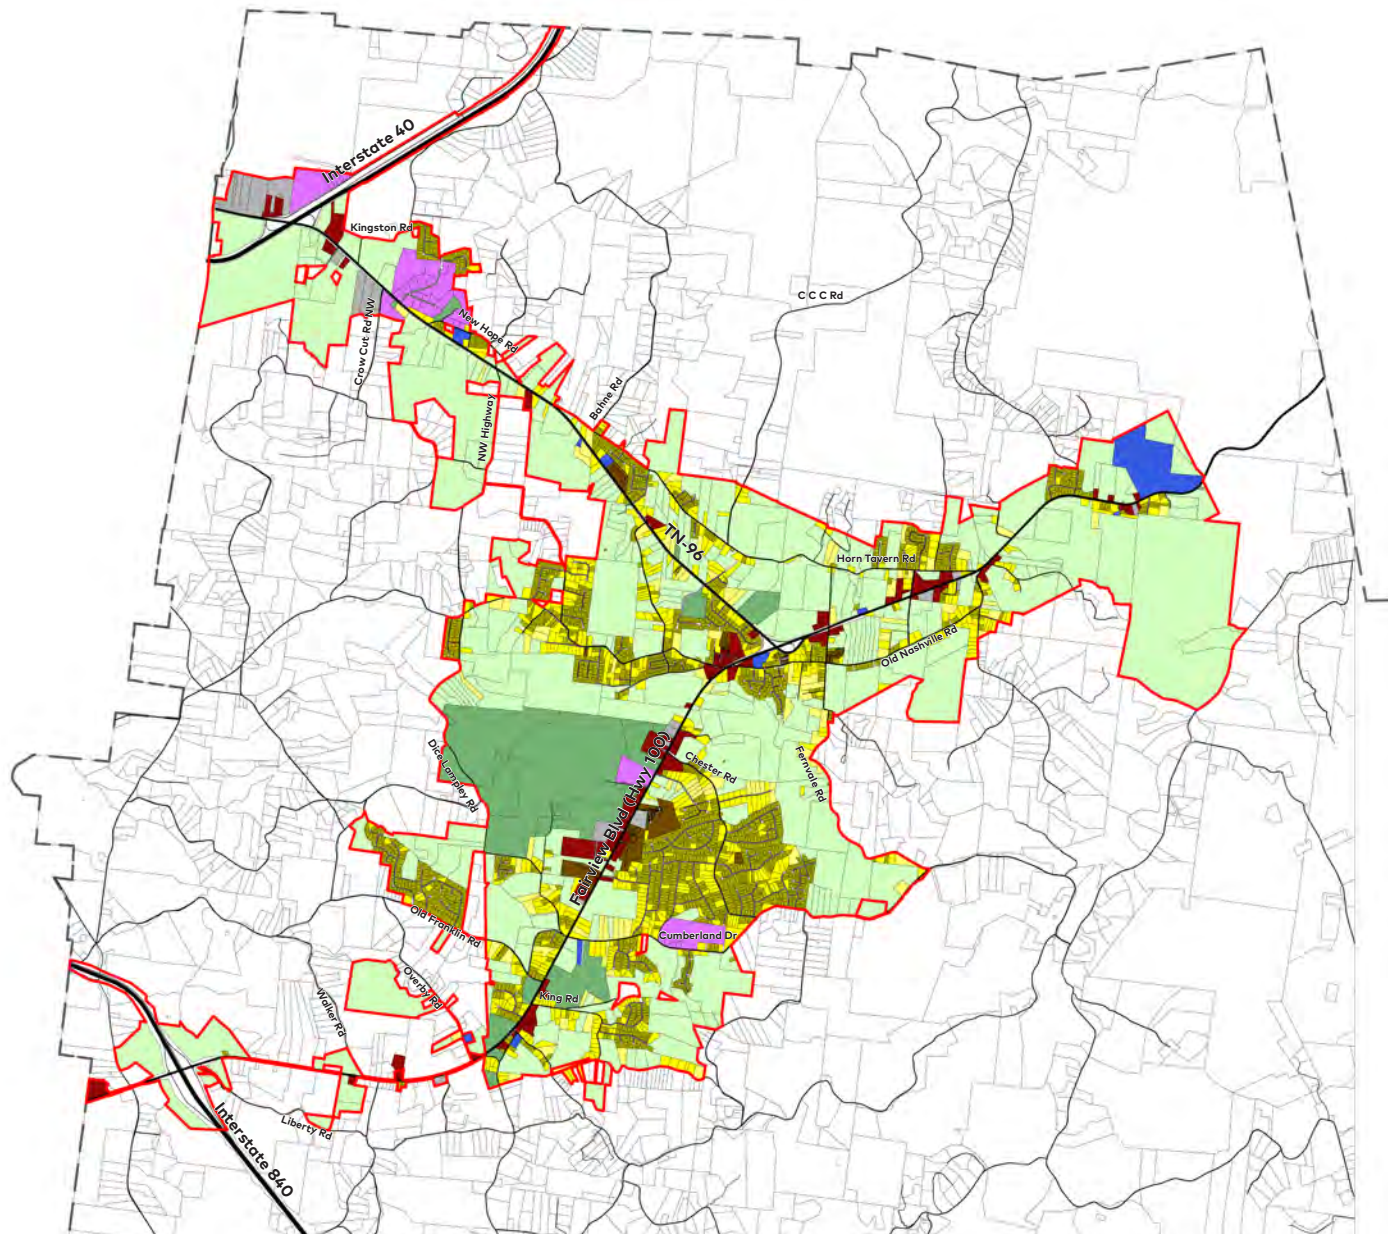 Interstate 40
Kingston Rd
New Hope Rd
Crow Cut Rd NW
NW Highway
Bahne Rd
C C C Rd
TN-96
Horn Tavern Rd
Old Nashville Rd
Dice Lampley Rd
Fairview Blvd (Hwy 100)
Chester Rd
Fernvale Rd
Old Franklin Rd
Cumberland Dr
Overby Rd
King Rd
Walker Rd
Liberty Rd
Interstate 840